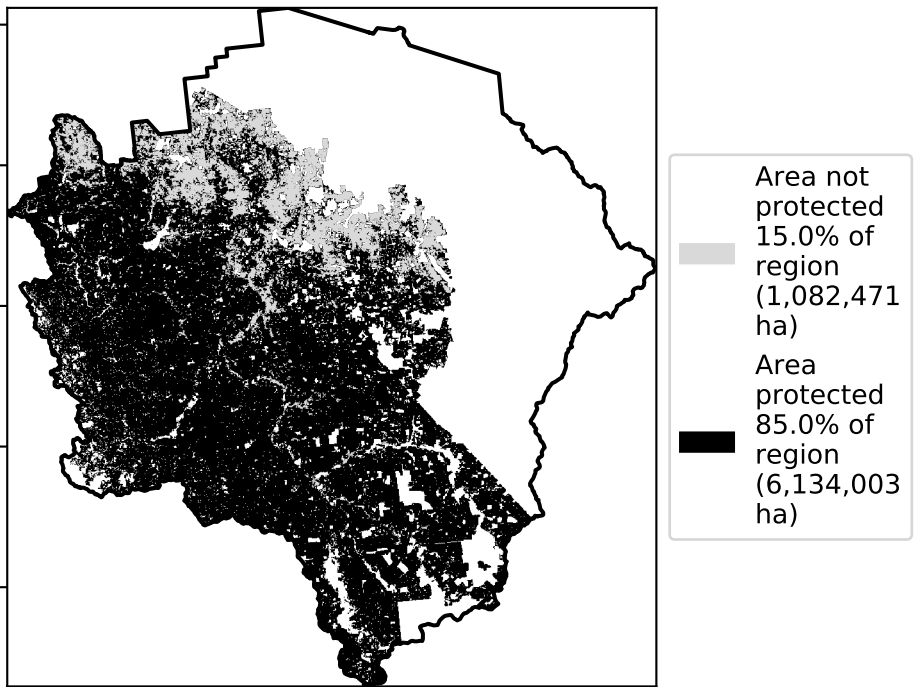 Area not
protected
15.0% of
region
(1,082,471
ha)
Area
protected
85.0% of
region
(6,134,003
ha)